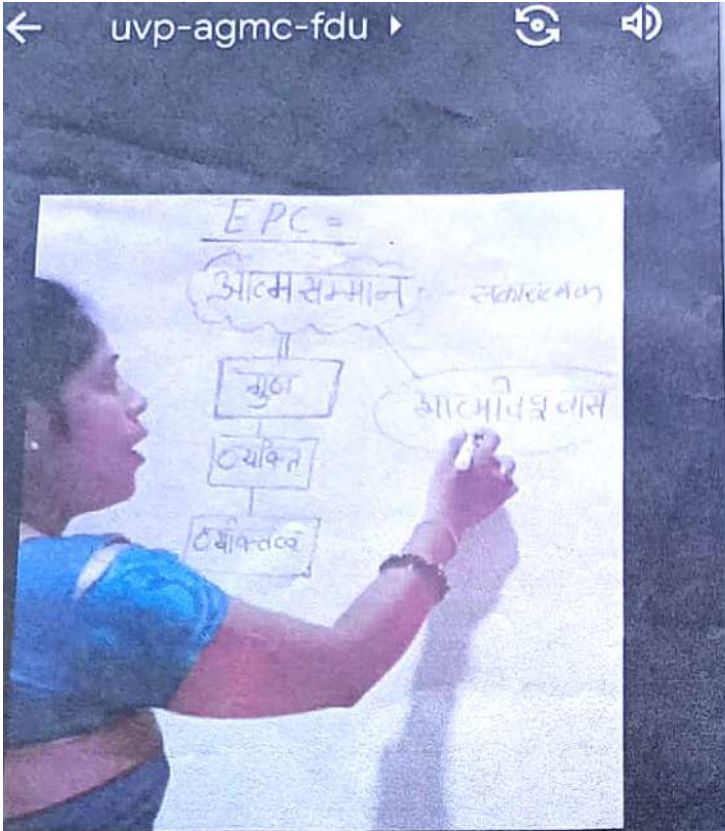 uvp-agmc-fdu
EPC =
आत्मसम्मान
सकारात्मक
गुण
आत्मविश्वास
व्यक्ति
व्यक्तित्व